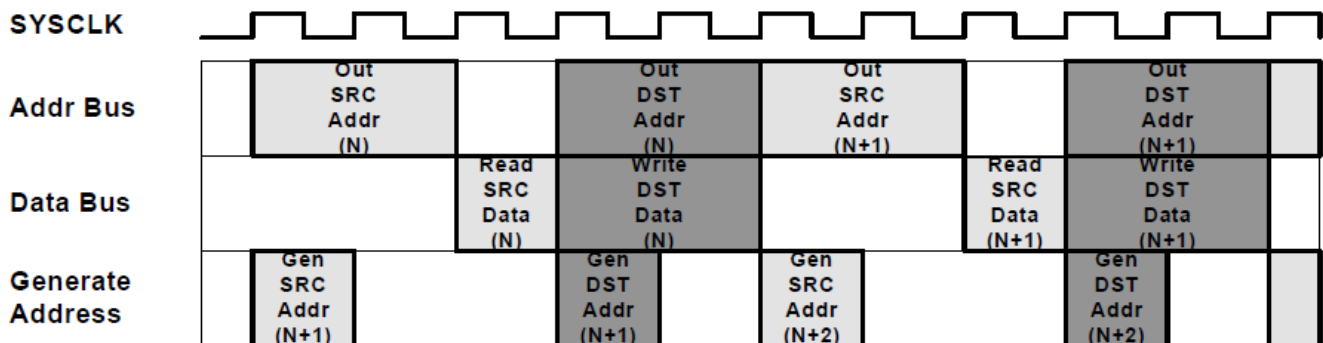 SYSCLK
Addr Bus
Out
SRC
Addr
(N)
Out
DST
Addr
(N)
Out
SRC
Addr
(N+1)
Out
DST
Addr
(N+1)
Data Bus
Read
SRC
Data
(N)
Write
DST
Data
(N)
Read
SRC
Data
(N+1)
Write
DST
Data
(N+1)
Generate
Address
Gen
SRC
Addr
(N+1)
Gen
DST
Addr
(N+1)
Gen
SRC
Addr
(N+2)
Gen
DST
Addr
(N+2)